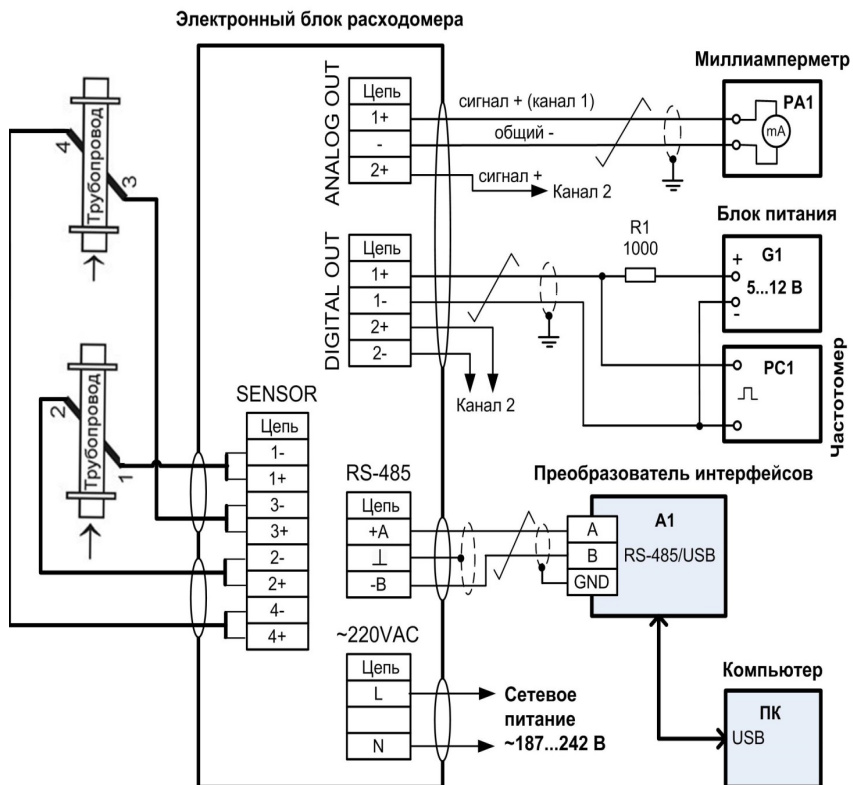 Электронный блок расходомера
Трубопровод
4
3
Трубопровод
2
1
SENSOR
Цепь
1-
1+
3-
3+
2-
2+
4-
4+
ANALOG OUT
Цепь
1+
-
2+
сигнал + (канал 1)
общий -
сигнал +
Канал 2
Миллиамперметр
PA1
mA
DIGITAL OUT
Цепь
1+
1-
2+
2-
Канал 2
R1
1000
Блок питания
+
G1
5...12 В
-
PC1
Частотомер
RS-485
Цепь
+A
⊥
-B
Преобразователь интерфейсов
A
B
GND
A1
RS-485/USB
~220VAC
Цепь
L
N
Сетевое
питание
~187...242 В
Компьютер
ПК
USB